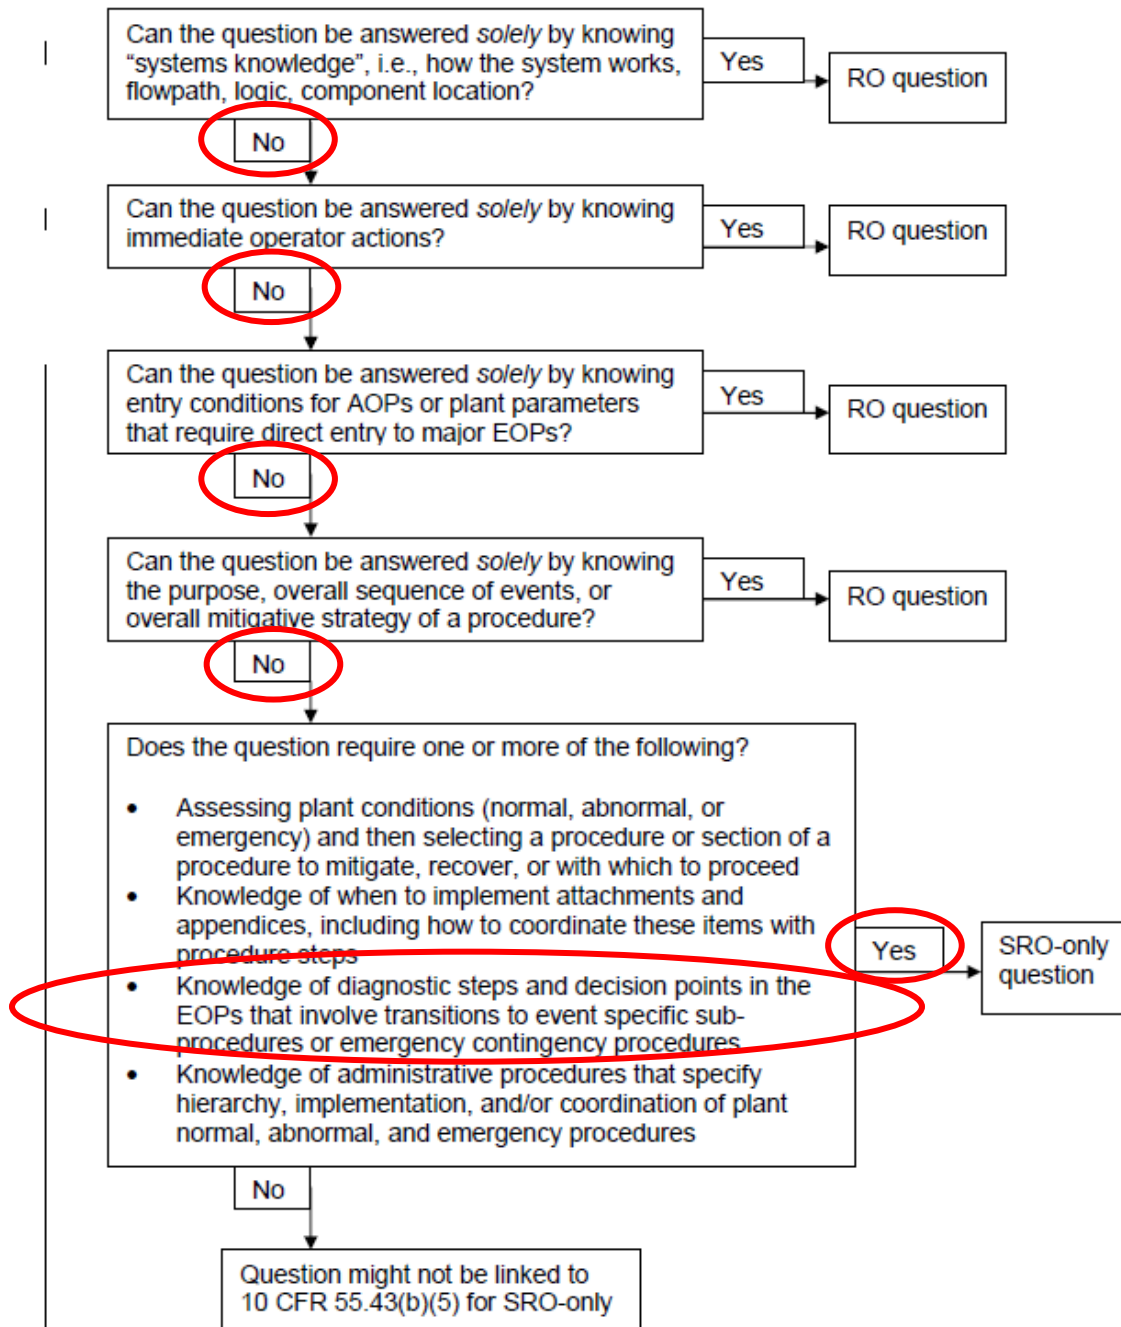 Can the question be answered solely by knowing
“systems knowledge”, i.e., how the system works,
flowpath, logic, component location?
Yes
RO question
No
Can the question be answered solely by knowing
immediate operator actions?
Yes
RO question
No
Can the question be answered solely by knowing
entry conditions for AOPs or plant parameters
that require direct entry to major EOPs?
Yes
RO question
No
Can the question be answered solely by knowing
the purpose, overall sequence of events, or
overall mitigative strategy of a procedure?
Yes
RO question
No
Does the question require one or more of the following?
• Assessing plant conditions (normal, abnormal, or
emergency) and then selecting a procedure or section of a
procedure to mitigate, recover, or with which to proceed
• Knowledge of when to implement attachments and
appendices, including how to coordinate these items with
procedure steps
• Knowledge of diagnostic steps and decision points in the
EOPs that involve transitions to event specific sub-
procedures or emergency contingency procedures
• Knowledge of administrative procedures that specify
hierarchy, implementation, and/or coordination of plant
normal, abnormal, and emergency procedures
Yes
SRO-only
question
No
Question might not be linked to
10 CFR 55.43(b)(5) for SRO-only